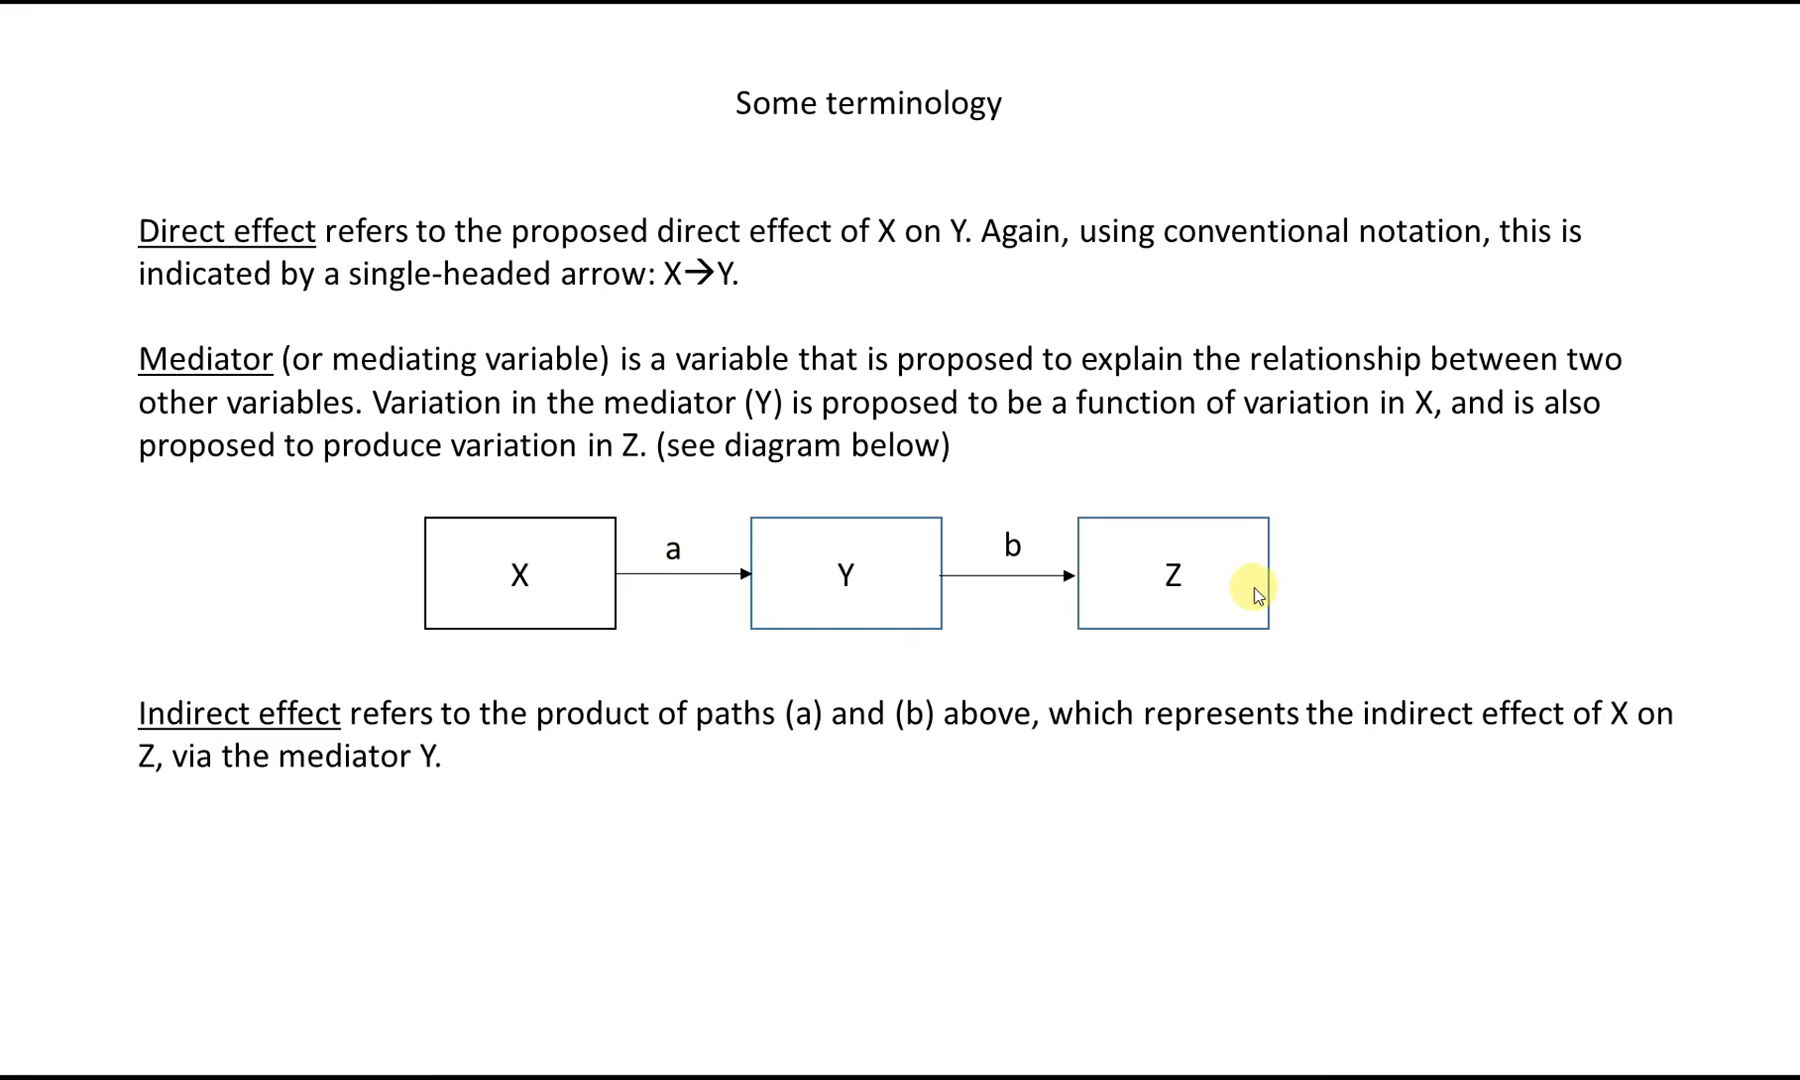 Some terminology
Direct effect refers to the proposed direct effect of X on Y. Again, using conventional notation, this is
indicated by a single-headed arrow: X→Y.
Mediator (or mediating variable) is a variable that is proposed to explain the relationship between two
other variables. Variation in the mediator (Y) is proposed to be a function of variation in X, and is also
proposed to produce variation in Z. (see diagram below)
X
a
Y
b
Z
Indirect effect refers to the product of paths (a) and (b) above, which represents the indirect effect of X on
Z, via the mediator Y.